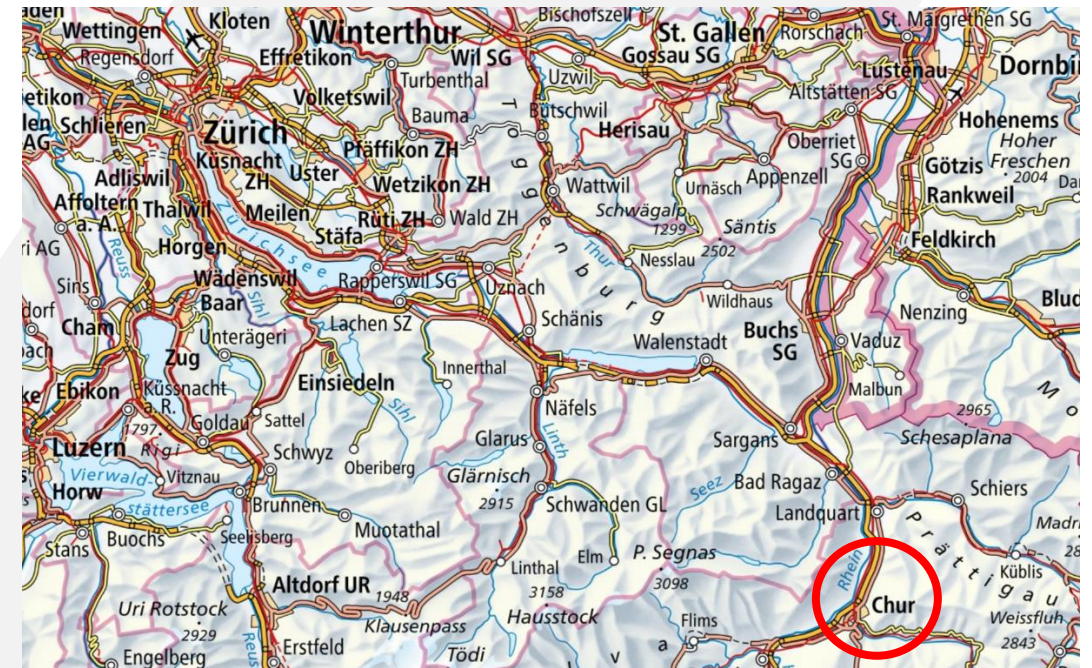 Wettingen
Kloten
Winterthur
Bischofszell
St. Gallen
Rorschach
St. Margrethen SG
Regensdorf
Effretikon
Wil SG
Gossau SG
Lustenau
Turbenthal
Uzwil
Altstätten SG
Volketswil
Bauma
Bütschwil
Herisau
Hohenems
Schlieren
Zürich
Pfäffikon ZH
Oberriet
SG
Hoher
Freschen
2004
Küsnacht
ZH
Uster
Appenzell
Götzis
Adliswil
Wetzikon ZH
Wattwil
Urnäsch
Rankweil
Affoltern
a. A.
Thalwil
Meilen
Rüti ZH
Wald ZH
Schwägalp
1299
Säntis
2502
Toggenburg
Stäfa
Feldkirch
Reuss
Horgen
Zürichsee
Thur
Nesslau
Sins
Wädenswil
Rapperswil SG
Uznach
Wildhaus
Baar
Sihl
Nenzing
Cham
Unterägeri
Lachen SZ
Schänis
Buchs
SG
Walenstadt
Vaduz
Zug
Innerthal
Malbun
Ebikon
Küssnacht
a. R.
Einsiedeln
Sihl
Näfels
2965
Schesaplana
1797
Rigi
Goldau
Sattel
Glarus
Linth
Sargans
Luzern
Schwyz
Oberiberg
Glärnisch
2915
Seez
Bad Ragaz
Vierwald-
stättersee
Vitznau
Schwanden GL
Schiers
Horw
Brunnen
Landquart
Muotathal
Prättigau
Stans
Buochs
Seelisberg
Elm
P. Segnas
3098
Rhein
Küblis
Linthal
Altdorf UR
1948
3158
Hausstock
Chur
Weissfluh
2843
Uri Rotstock
2929
Klausenpass
Flims
Reuss
Erstfeld
Tödi
Engelberg